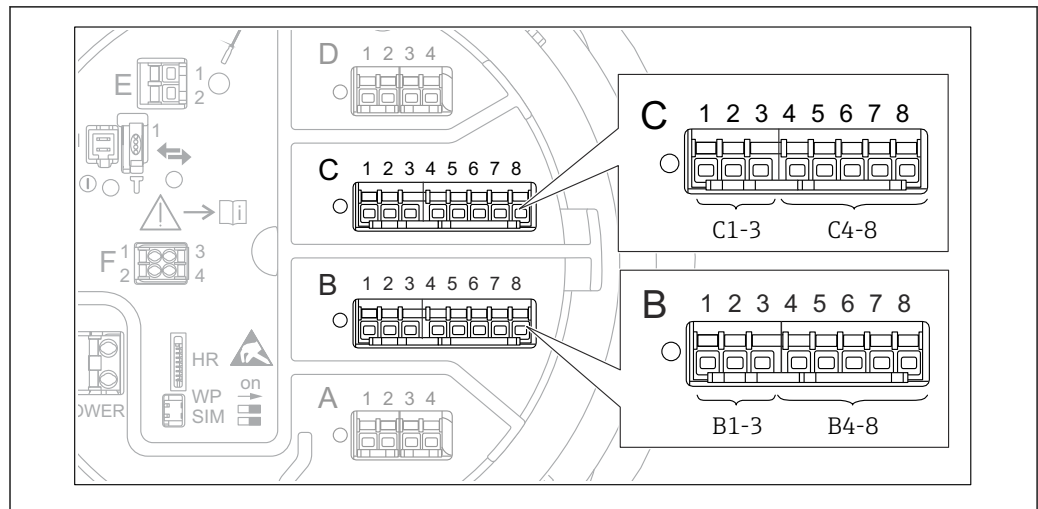 D 1 2 3 4
E 1
2
1
C 1 2 3 4 5 6 7 8
C 1 2 3 4 5 6 7 8
C1-3 C4-8
i
F 1 3
2 4
B 1 2 3 4 5 6 7 8
B 1 2 3 4 5 6 7 8
B1-3 B4-8
HR
on
WP
SIM
OWER
A 1 2 3 4